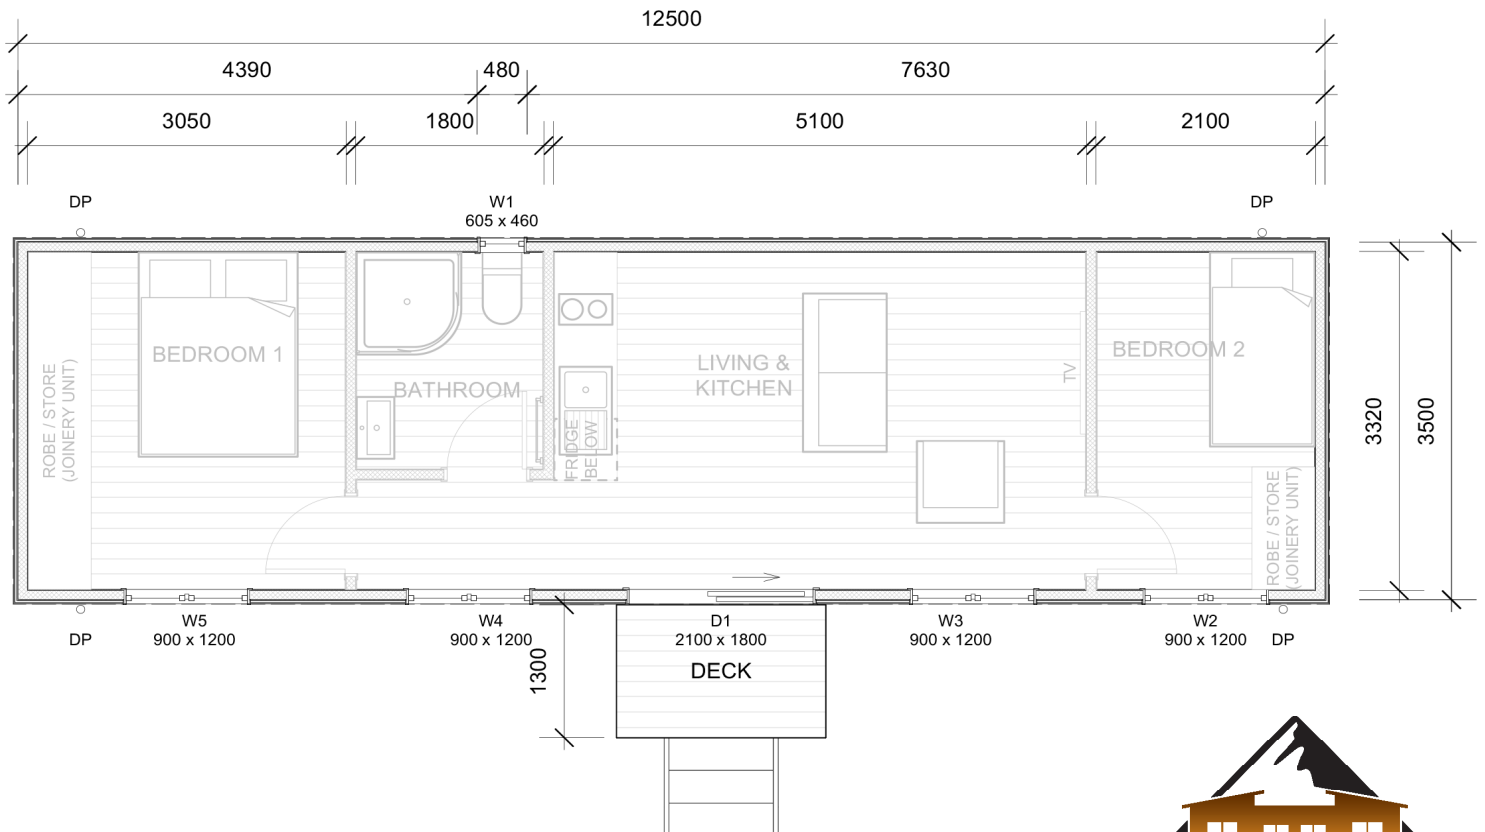 12500
4390
480
7630
3050
1800
5100
2100
DP
W1
605 x 460
DP
BEDROOM 1
BATHROOM
LIVING &
KITCHEN
TV
BEDROOM 2
ROBE / STORE
(JOINERY UNIT)
FRIDGE
BELOW
ROBE / STORE
(JOINERY UNIT)
3320
3500
DP
W5
900 x 1200
W4
900 x 1200
D1
2100 x 1800
W3
900 x 1200
W2
900 x 1200
DP
1300
DECK